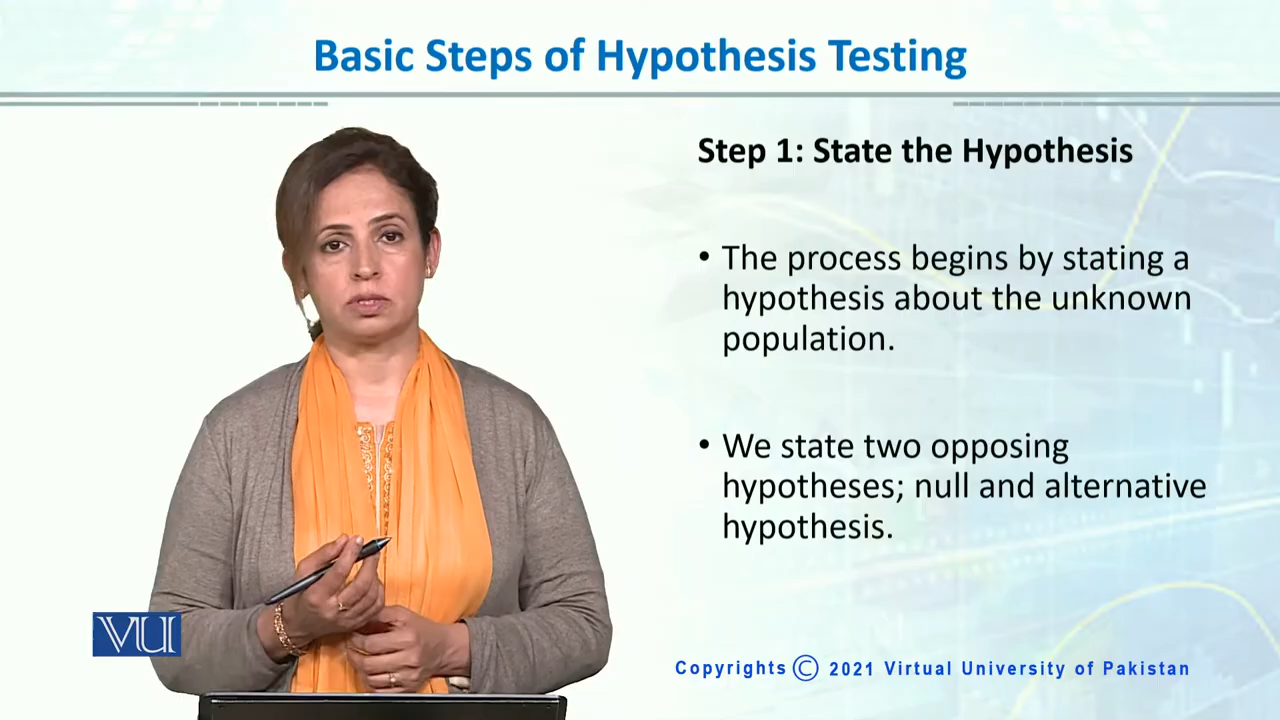 Basic Steps of Hypothesis Testing
Step 1: State the Hypothesis
• The process begins by stating a
hypothesis about the unknown
population.
• We state two opposing
hypotheses; null and alternative
hypothesis.
VU
Copyrights © 2021 Virtual University of Pakistan